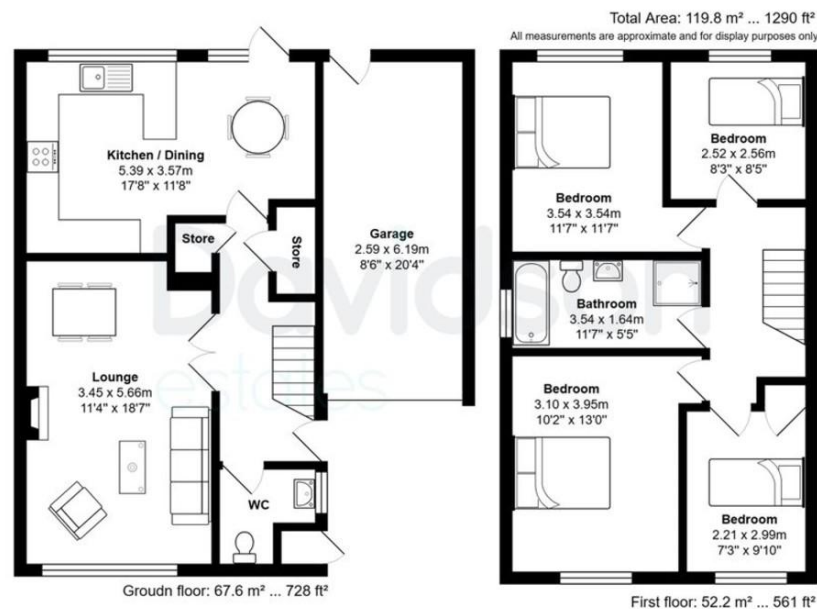 Total Area: 119.8 m² ... 1290 ft²
All measurements are approximate and for display purposes only
Kitchen / Dining
5.39 x 3.57m
17'8" x 11'8"
Store
Store
Garage
2.59 x 6.19m
8'6" x 20'4"
Lounge
3.45 x 5.66m
11'4" x 18'7"
WC
Groudn floor: 67.6 m² ... 728 ft²
Bedroom
2.52 x 2.56m
8'3" x 8'5"
Bedroom
3.54 x 3.54m
11'7" x 11'7"
Bathroom
3.54 x 1.64m
11'7" x 5'5"
Bedroom
3.10 x 3.95m
10'2" x 13'0"
Bedroom
2.21 x 2.99m
7'3" x 9'10"
First floor: 52.2 m² ... 561 ft²
Davidson
estates